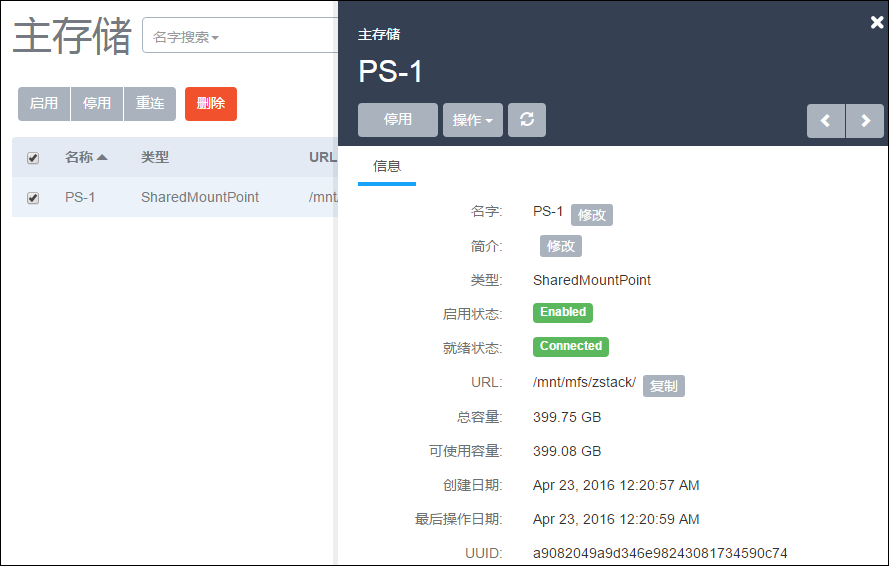 主存储
名字搜索
启用 停用 重连 删除
名称 类型 URL
PS-1 SharedMountPoint /mnt/
主存储
PS-1
停用 操作
信息
名字: PS-1 修改
简介: 修改
类型: SharedMountPoint
启用状态: Enabled
就绪状态: Connected
URL: /mnt/mfs/zstack/ 复制
总容量: 399.75 GB
可使用容量: 399.08 GB
创建日期: Apr 23, 2016 12:20:57 AM
最后操作日期: Apr 23, 2016 12:20:59 AM
UUID: a9082049a9d346e98243081734590c74